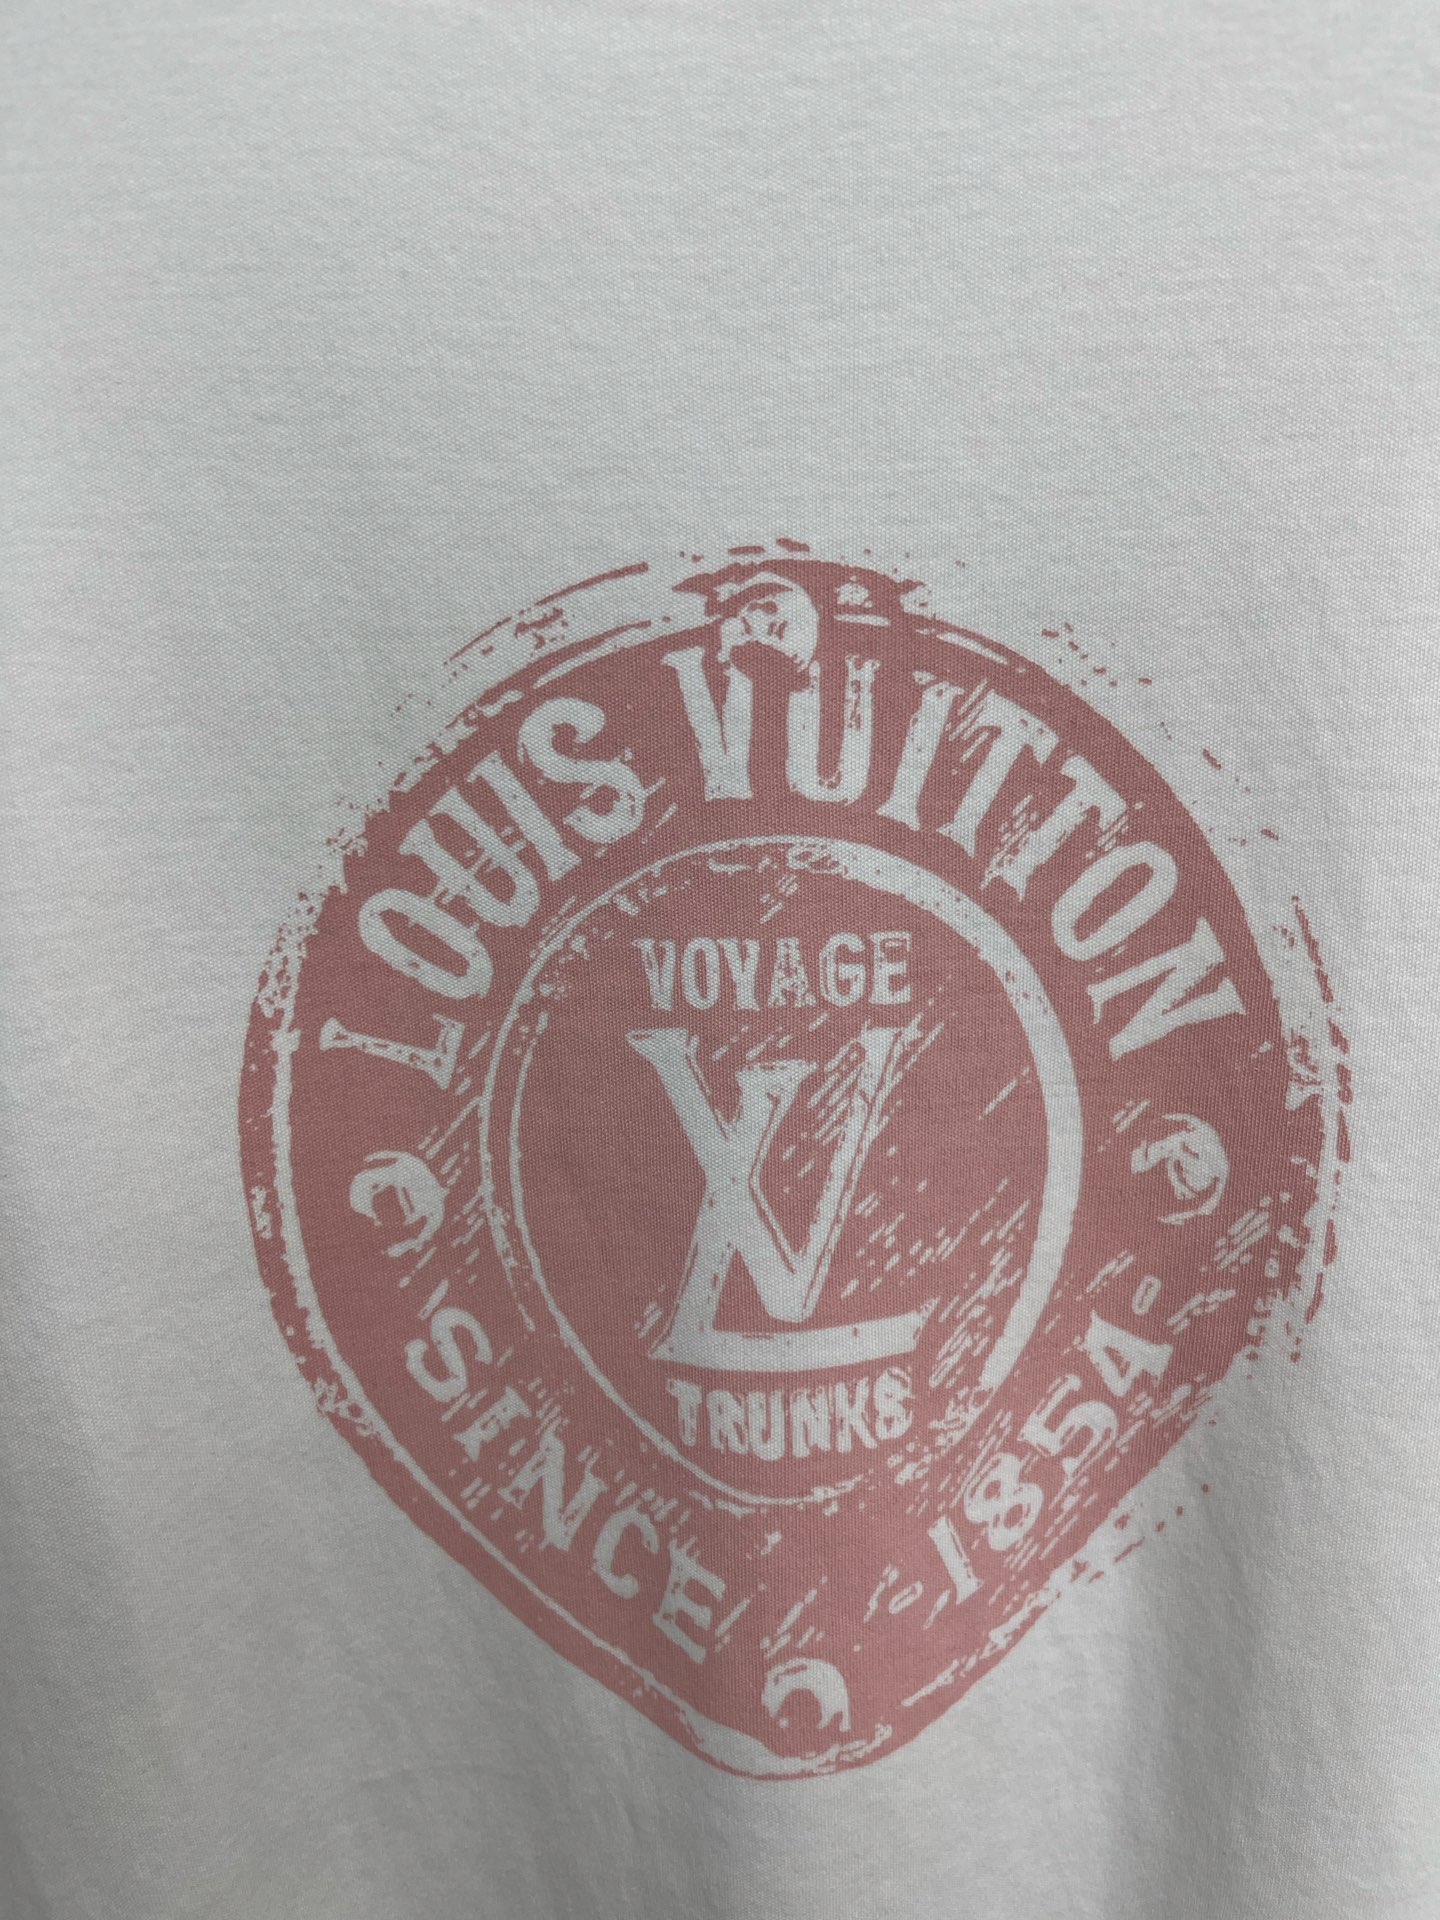 LOUIS VUITTON
VOYAGE
LV
TRUNKS
SINCE 1854